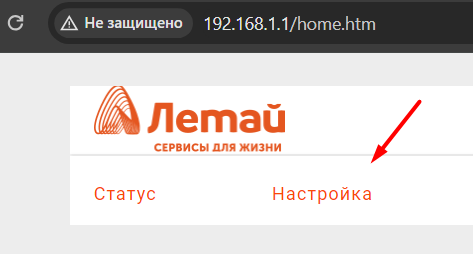 Не защищено 192.168.1.1/home.htm
Летай
СЕРВИСЫ ДЛЯ ЖИЗНИ
Статус Настройка